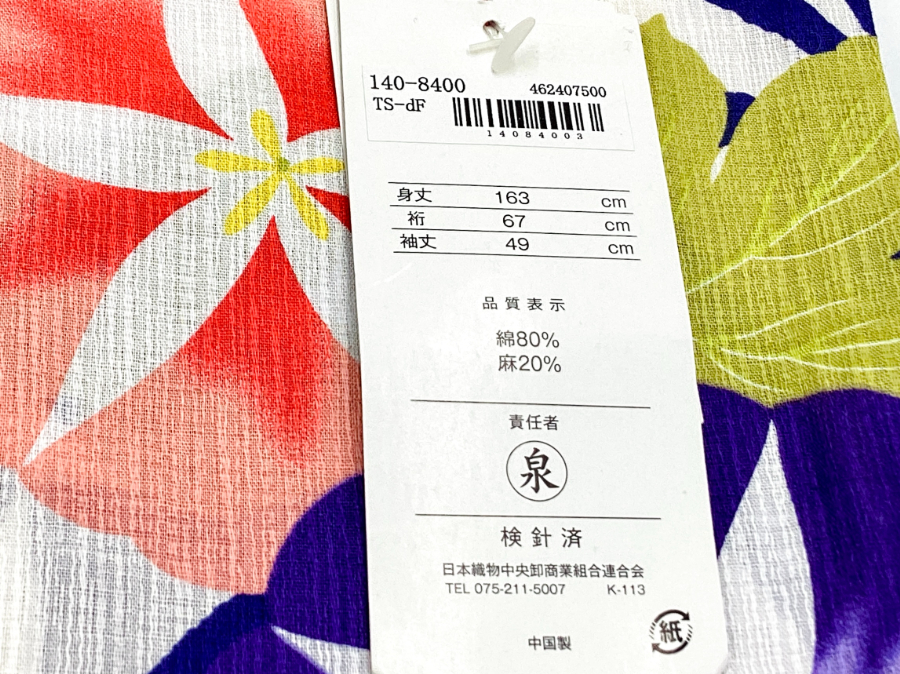 140-8400 462407500
TS-dF
14084003
身丈 163 cm
裄 67 cm
袖丈 49 cm
品質表示
綿80%
麻20%
責任者
泉
検針済
日本織物中央卸商業組合連合会
TEL 075-211-5007 K-113
中国製
紙